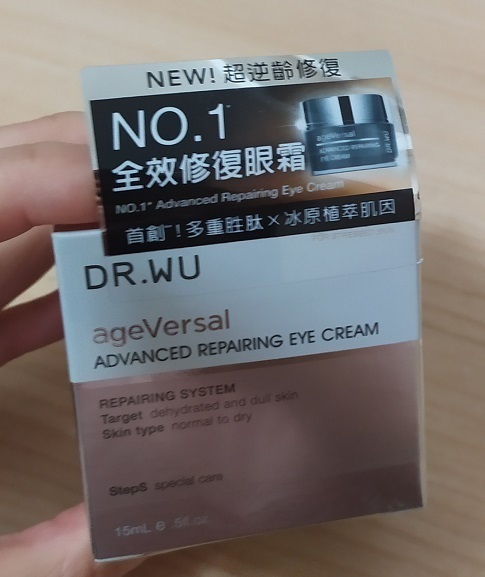 NEW! 超逆齡修復
NO.1*
全效修復眼霜
ageVersal
ADVANCED REPAIRING
EYE CREAM
NO.1* Advanced Repairing Eye Cream
首創*!多重胜肽×冰原植萃肌因
DR.WU
ageVersal
ADVANCED REPAIRING EYE CREAM
REPAIRING SYSTEM
Target dehydrated and dull skin
Skin type normal to dry
Step5 special care
15mL e .5fl.oz.